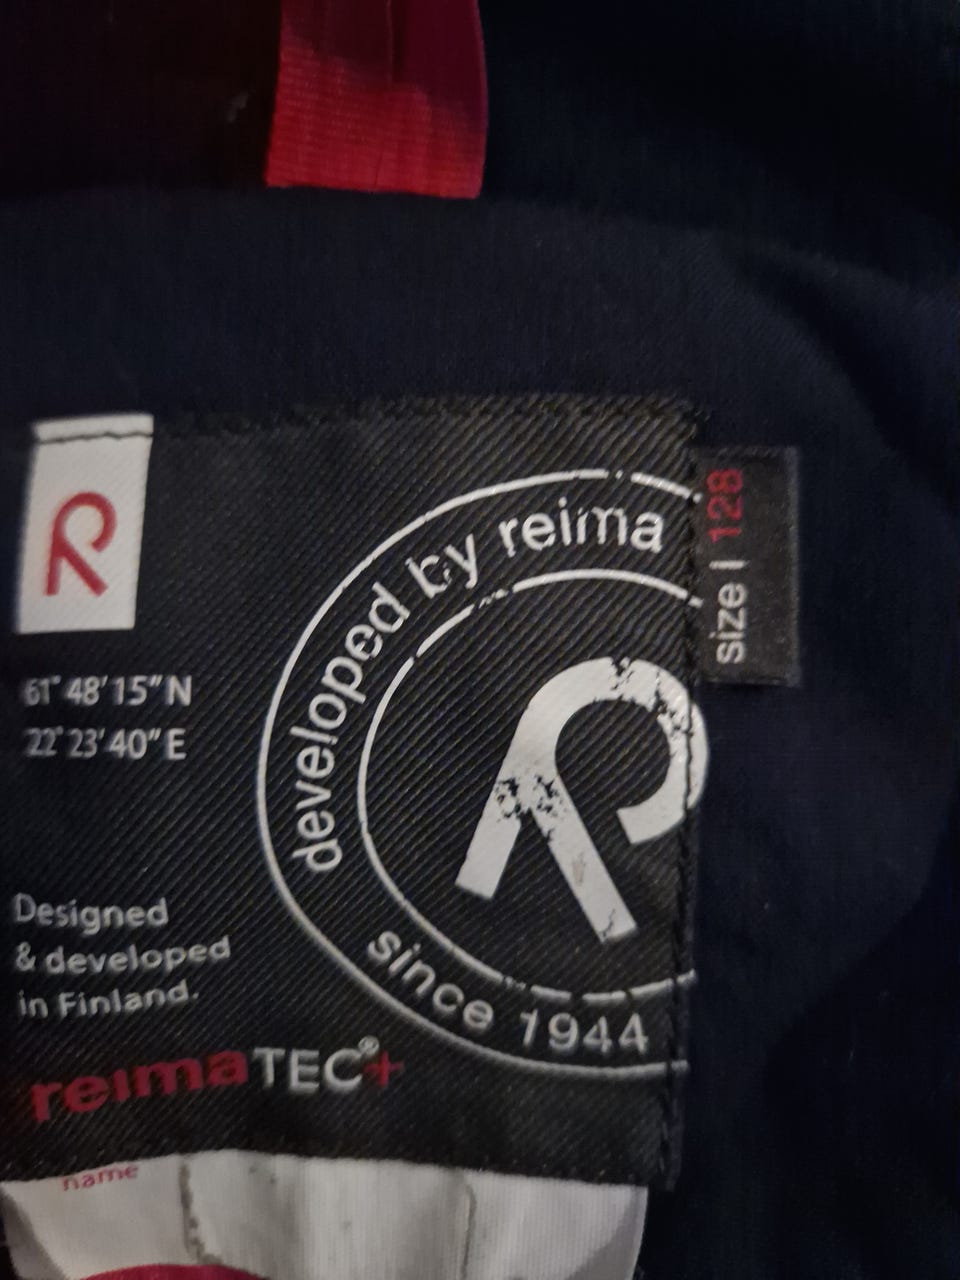 size | 128
developed by reima
since 1944
61° 48' 15" N
22° 23' 40" E
Designed
& developed
in Finland.
reimaTEC®+
name